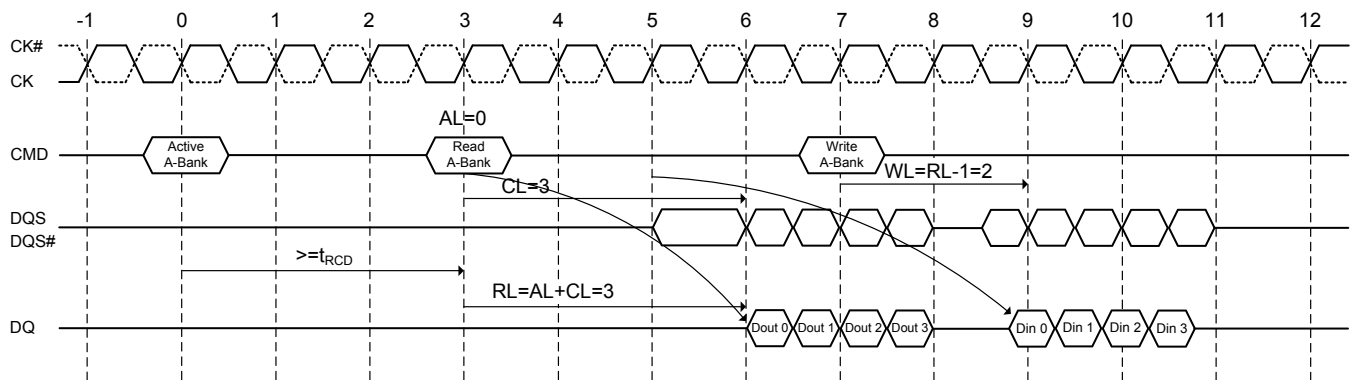 -1 0 1 2 3 4 5 6 7 8 9 10 11 12
CK#
CK
AL=0
CMD Active A-Bank Read A-Bank Write A-Bank
WL=RL-1=2
CL=3
DQS
DQS#
>=tRCD
RL=AL+CL=3
DQ Dout 0 Dout 1 Dout 2 Dout 3 Din 0 Din 1 Din 2 Din 3